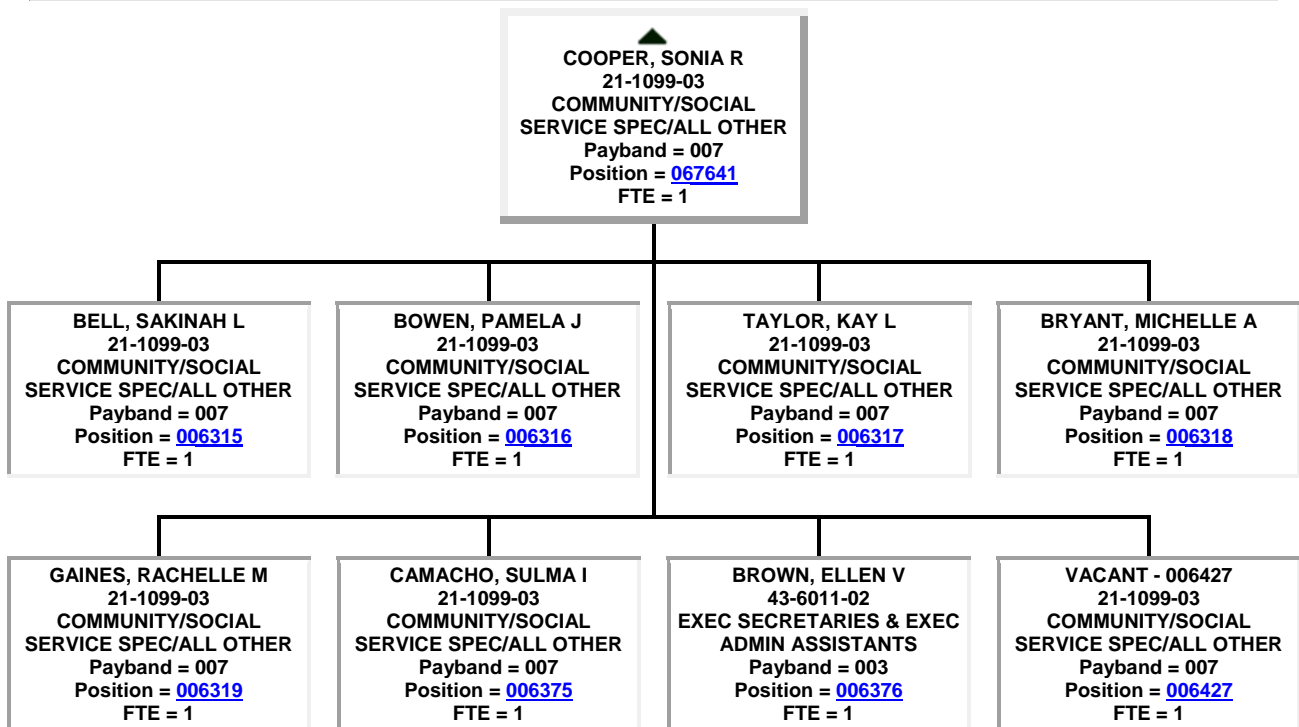 COOPER, SONIA R
21-1099-03
COMMUNITY/SOCIAL
SERVICE SPEC/ALL OTHER
Payband = 007
Position = 067641
FTE = 1
BELL, SAKINAH L
21-1099-03
COMMUNITY/SOCIAL
SERVICE SPEC/ALL OTHER
Payband = 007
Position = 006315
FTE = 1
BOWEN, PAMELA J
21-1099-03
COMMUNITY/SOCIAL
SERVICE SPEC/ALL OTHER
Payband = 007
Position = 006316
FTE = 1
TAYLOR, KAY L
21-1099-03
COMMUNITY/SOCIAL
SERVICE SPEC/ALL OTHER
Payband = 007
Position = 006317
FTE = 1
BRYANT, MICHELLE A
21-1099-03
COMMUNITY/SOCIAL
SERVICE SPEC/ALL OTHER
Payband = 007
Position = 006318
FTE = 1
GAINES, RACHELLE M
21-1099-03
COMMUNITY/SOCIAL
SERVICE SPEC/ALL OTHER
Payband = 007
Position = 006319
FTE = 1
CAMACHO, SULMA I
21-1099-03
COMMUNITY/SOCIAL
SERVICE SPEC/ALL OTHER
Payband = 007
Position = 006375
FTE = 1
BROWN, ELLEN V
43-6011-02
EXEC SECRETARIES & EXEC
ADMIN ASSISTANTS
Payband = 003
Position = 006376
FTE = 1
VACANT - 006427
21-1099-03
COMMUNITY/SOCIAL
SERVICE SPEC/ALL OTHER
Payband = 007
Position = 006427
FTE = 1